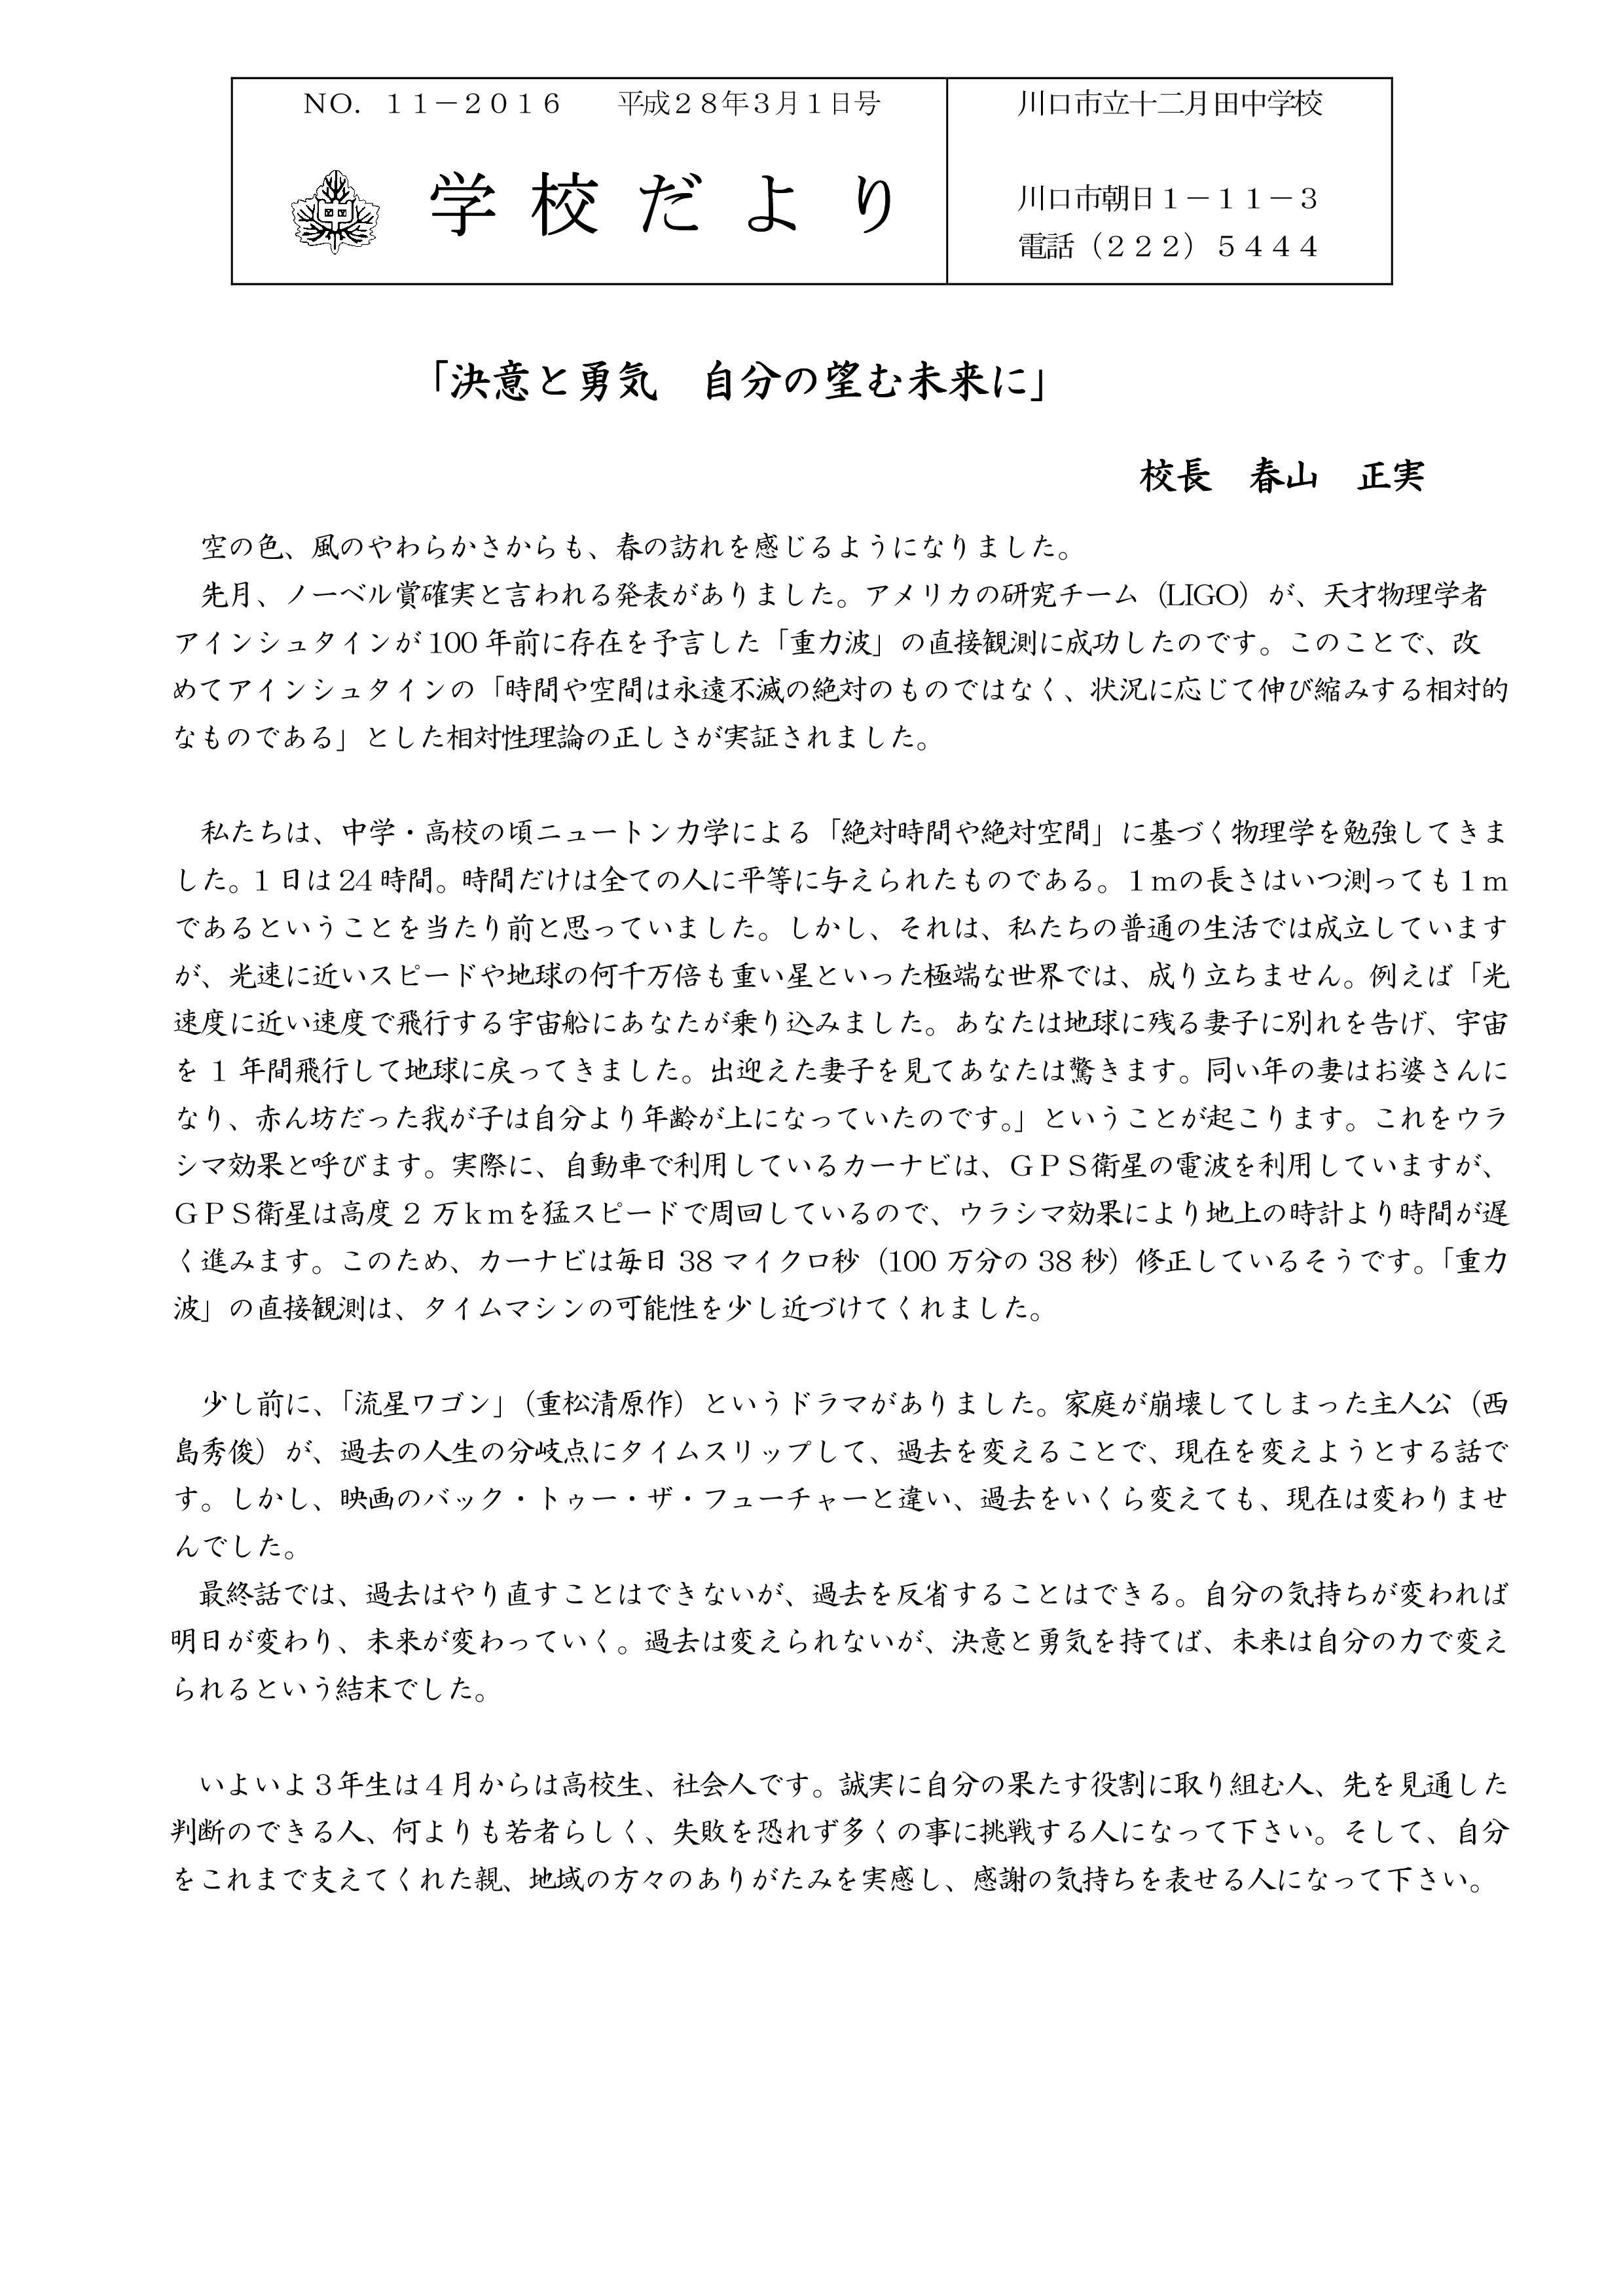 NO. １１－２０１６　　平成２８年３月１日号
学校だより
川口市立十二月田中学校
川口市朝日１－１１－３
電話（２２２）５４４４
「決意と勇気　自分の望む未来に」
校長　春山　正実
　空の色、風のやわらかさからも、春の訪れを感じるようになりました。
　先月、ノーベル賞確実と言われる発表がありました。アメリカの研究チーム（LIGO）が、天才物理学者
アインシュタインが 100 年前に存在を予言した「重力波」の直接観測に成功したのです。このことで、改
めてアインシュタインの「時間や空間は永遠不滅の絶対のものではなく、状況に応じて伸び縮みする相対的
なものである」とした相対性理論の正しさが実証されました。
　私たちは、中学・高校の頃ニュートン力学による「絶対時間や絶対空間」に基づく物理学を勉強してきま
した。1 日は 24 時間。時間だけは全ての人に平等に与えられたものである。１ｍの長さはいつ測っても１ｍ
であるということを当たり前と思っていました。しかし、それは、私たちの普通の生活では成立しています
が、光速に近いスピードや地球の何千万倍も重い星といった極端な世界では、成り立ちません。例えば「光
速度に近い速度で飛行する宇宙船にあなたが乗り込みました。あなたは地球に残る妻子に別れを告げ、宇宙
を 1 年間飛行して地球に戻ってきました。出迎えた妻子を見てあなたは驚きます。同い年の妻はお婆さんに
なり、赤ん坊だった我が子は自分より年齢が上になっていたのです。」ということが起こります。これをウラ
シマ効果と呼びます。実際に、自動車で利用しているカーナビは、ＧＰＳ衛星の電波を利用していますが、
ＧＰＳ衛星は高度 2 万ｋｍを猛スピードで周回しているので、ウラシマ効果により地上の時計より時間が遅
く進みます。このため、カーナビは毎日 38 マイクロ秒（100 万分の 38 秒）修正しているそうです。「重力
波」の直接観測は、タイムマシンの可能性を少し近づけてくれました。
　少し前に、「流星ワゴン」（重松清原作）というドラマがありました。家庭が崩壊してしまった主人公（西
島秀俊）が、過去の人生の分岐点にタイムスリップして、過去を変えることで、現在を変えようとする話で
す。しかし、映画のバック・トゥー・ザ・フューチャーと違い、過去をいくら変えても、現在は変わりませ
んでした。
　最終話では、過去はやり直すことはできないが、過去を反省することはできる。自分の気持ちが変われば
明日が変わり、未来が変わっていく。過去は変えられないが、決意と勇気を持てば、未来は自分の力で変え
られるという結末でした。
　いよいよ３年生は４月からは高校生、社会人です。誠実に自分の果たす役割に取り組む人、先を見通した
判断のできる人、何よりも若者らしく、失敗を恐れず多くの事に挑戦する人になって下さい。そして、自分
をこれまで支えてくれた親、地域の方々のありがたみを実感し、感謝の気持ちを表せる人になって下さい。